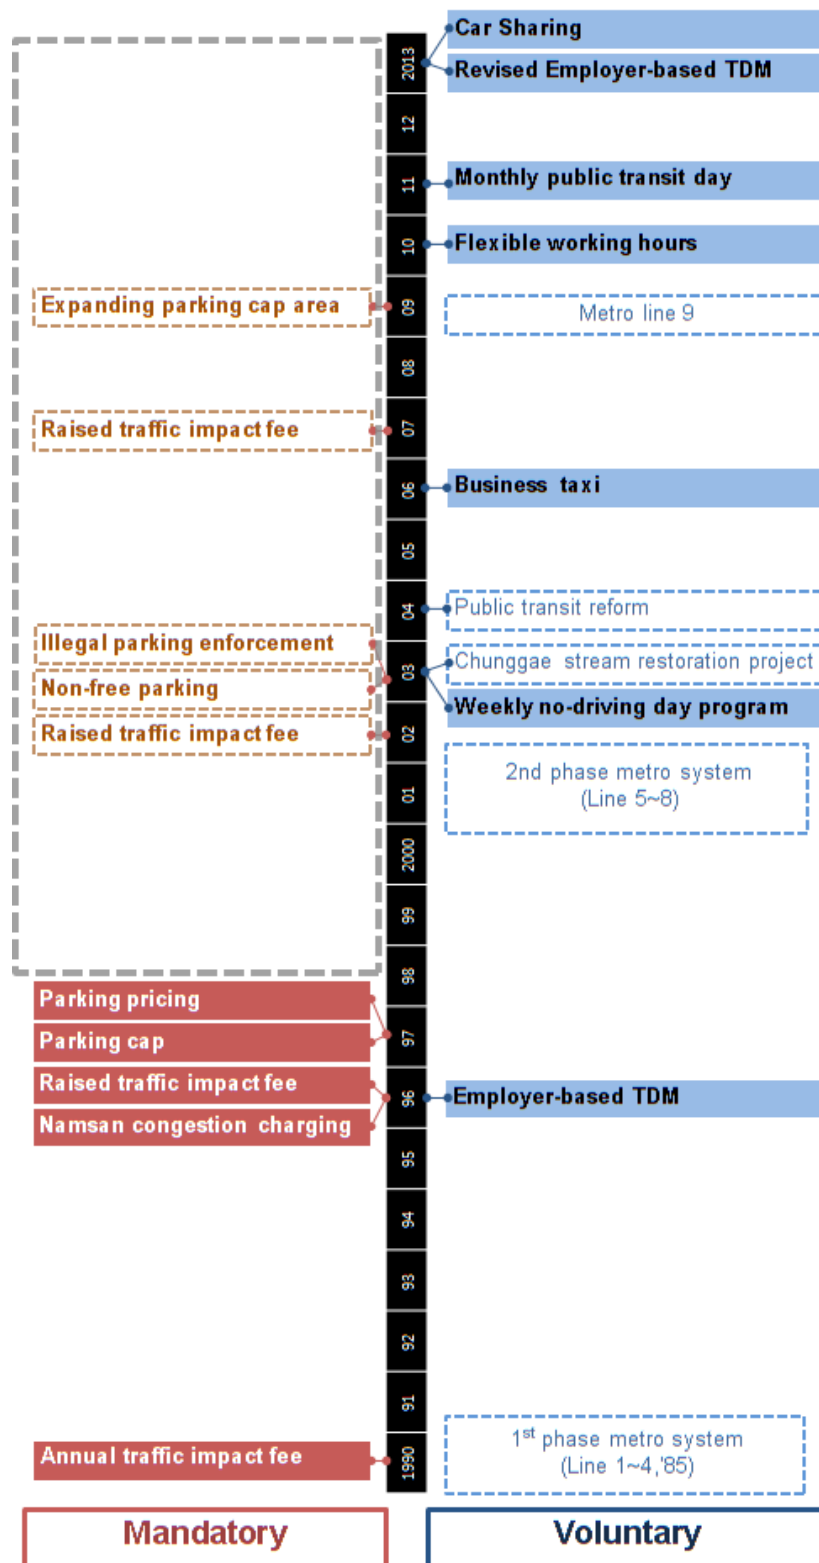 Car Sharing
2013
Revised Employer-based TDM
12
11
Monthly public transit day
10
Flexible working hours
Expanding parking cap area
09
Metro line 9
08
Raised traffic impact fee
07
06
Business taxi
05
04
Public transit reform
Illegal parking enforcement
03
Chunggae stream restoration project
Non-free parking
Weekly no-driving day program
Raised traffic impact fee
02
2nd phase metro system
(Line 5~8)
01
2000
99
98
Parking pricing
97
Parking cap
Raised traffic impact fee
96
Employer-based TDM
Namsan congestion charging
95
94
93
92
91
Annual traffic impact fee
1990
1st phase metro system
(Line 1~4,'85)
Mandatory
Voluntary